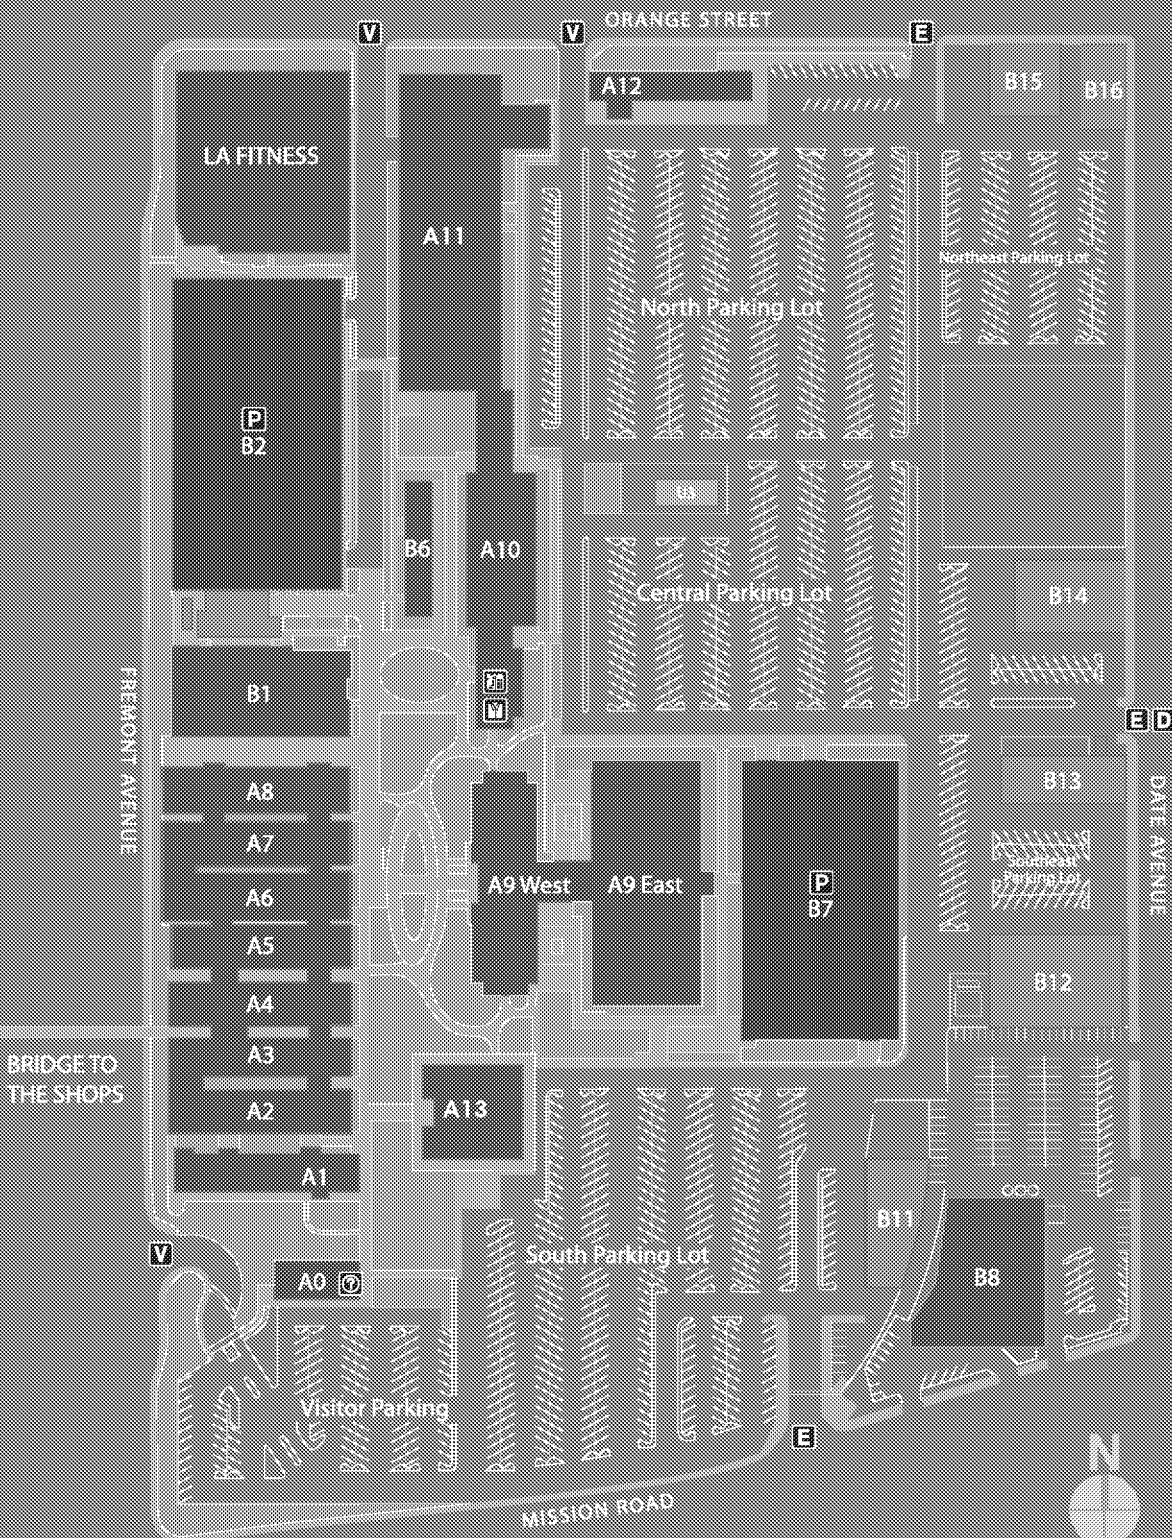 ORANGE STREET
V
V
E
A12
B15
B16
LA FITNESS
A11
Northeast Parking Lot
North Parking Lot
P
B2
U3
B6
A10
Central Parking Lot
B14
FREMONT AVENUE
B1
E D
A8
B13
DATE AVENUE
A7
Southeast
Parking Lot
A9 West
A9 East
P
B7
A6
A5
B12
A4
A3
BRIDGE TO
THE SHOPS
A2
A13
A1
B11
V
South Parking Lot
A0
?
B8
Visitor Parking
E
N
MISSION ROAD